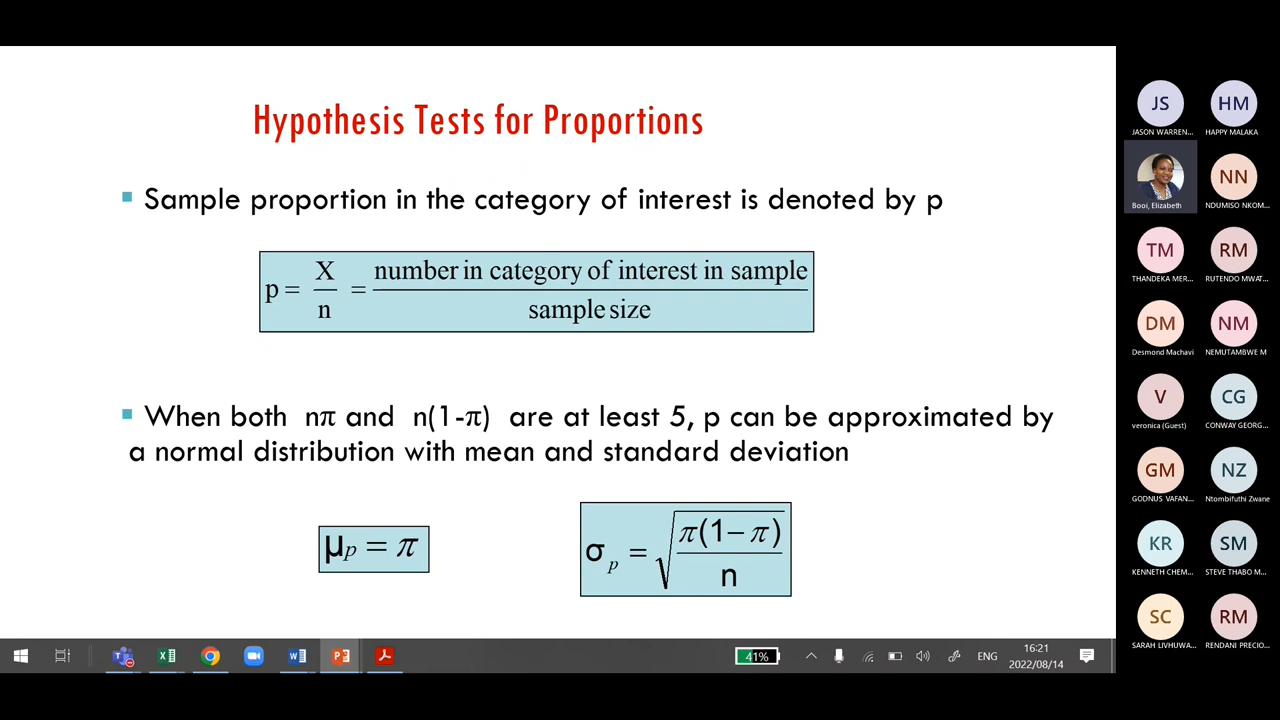 Hypothesis Tests for Proportions
▪ Sample proportion in the category of interest is denoted by p
p = X/n = number in category of interest in sample / sample size
▪ When both nπ and n(1-π) are at least 5, p can be approximated by
a normal distribution with mean and standard deviation
μp = π
σp = √(π(1−π)/n)
JS
JASON WARREN...
HM
HAPPY MALAKA
Booi, Elizabeth
NN
NDUMISO NKOM...
TM
THANDEKA MER...
RM
RUTENDO MWAT...
DM
Desmond Machavi
NM
NEMUTAMBWE M
V
veronica (Guest)
CG
CONWAY GEORG...
GM
GODNUS VAFAN...
NZ
Ntombifuthi Zwane
KR
KENNETH CHEM...
SM
STEVE THABO M...
SC
SARAH LIVHUWA...
RM
RENDANI PRECIO...
41%
ENG
16:21
2022/08/14